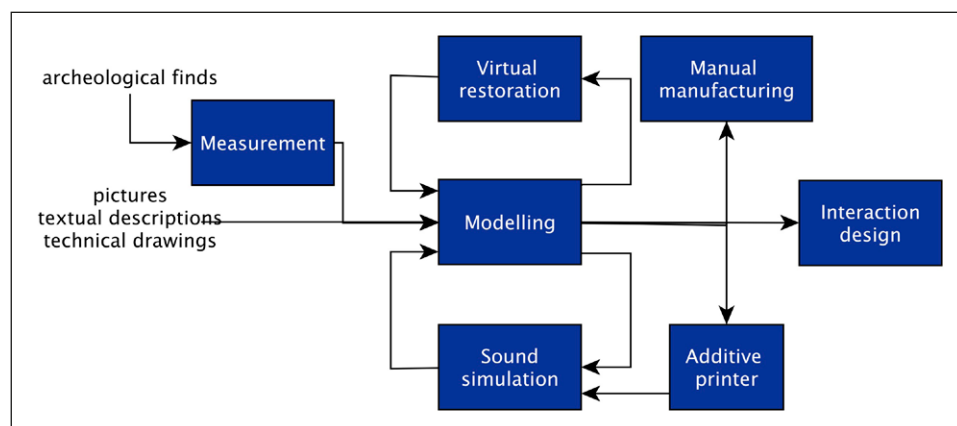 archeological finds
Measurement
pictures
textual descriptions
technical drawings
Virtual
restoration
Modelling
Sound
simulation
Manual
manufacturing
Interaction
design
Additive
printer